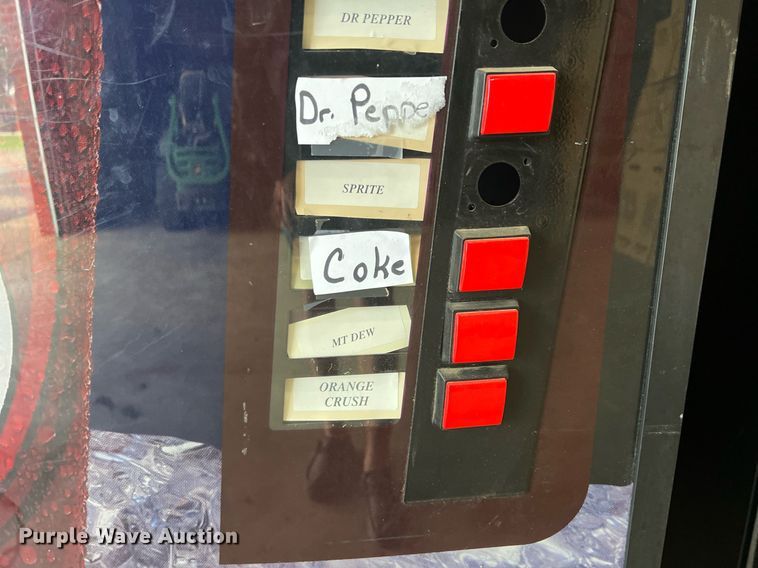 DR PEPPER
Dr. Pepper
SPRITE
Coke
MT DEW
ORANGE
CRUSH
Purple Wave Auction